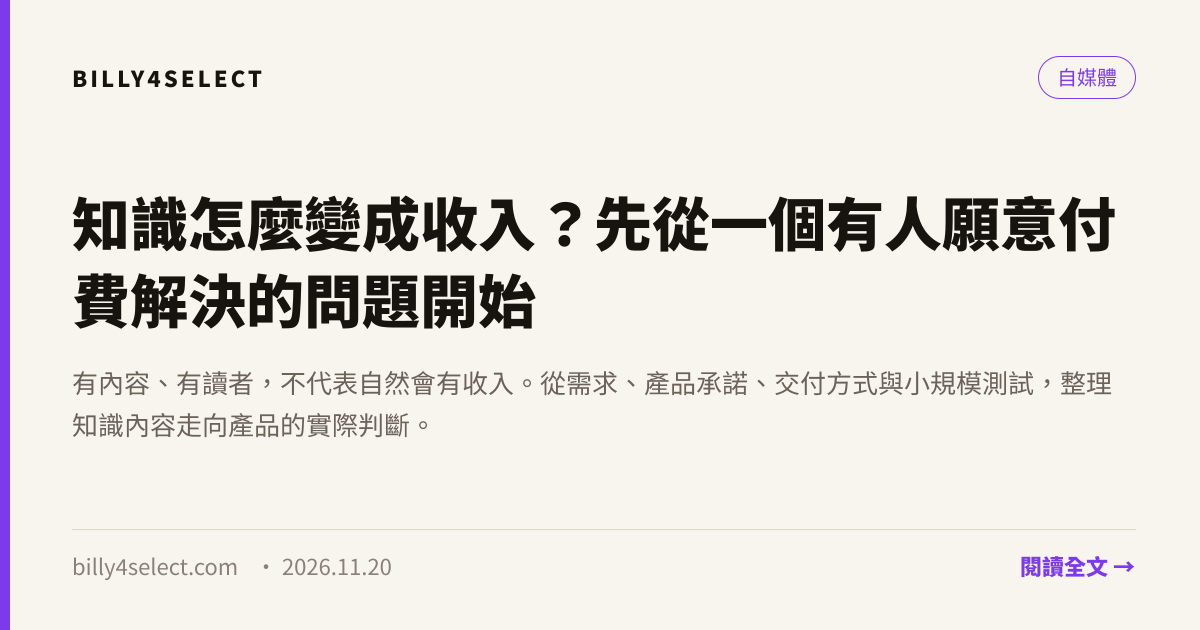 BILLY4SELECT
自媒體
知識怎麼變成收入？先從一個有人願意付
費解決的問題開始
有內容、有讀者，不代表自然會有收入。從需求、產品承諾、交付方式與小規模測試，整理
知識內容走向產品的實際判斷。
billy4select.com ・ 2026.11.20
閱讀全文 →